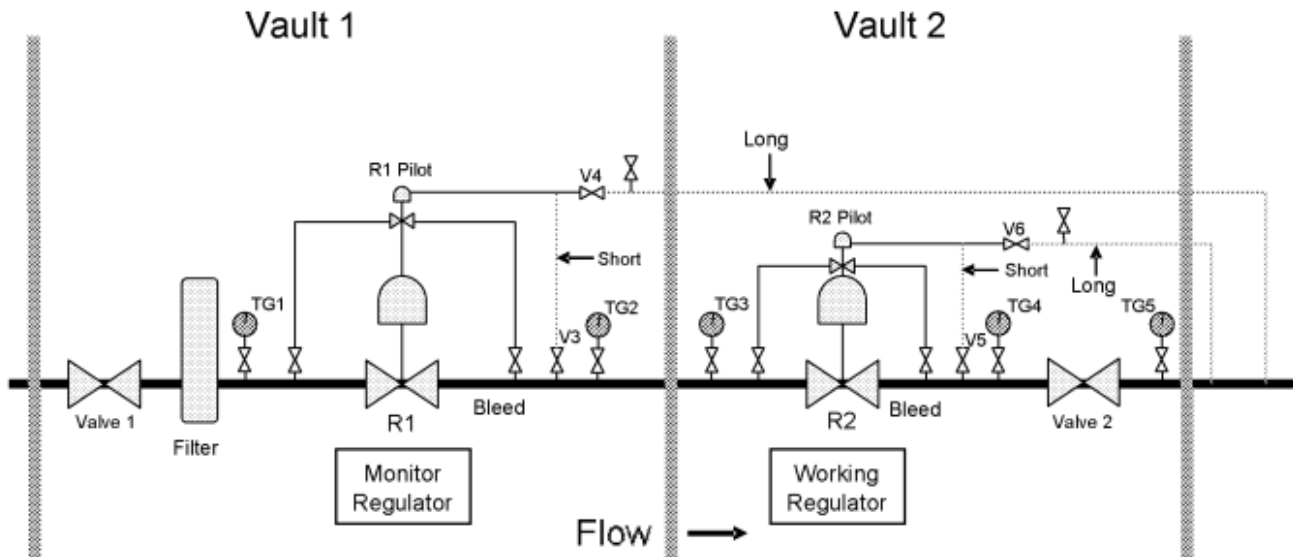 Vault 1
Vault 2
Long
R1 Pilot
V4
R2 Pilot
V6
Short
Short
Long
TG1
V3
TG2
TG3
V5
TG4
TG5
Valve 1
Filter
R1
Bleed
R2
Bleed
Valve 2
Monitor
Regulator
Working
Regulator
Flow